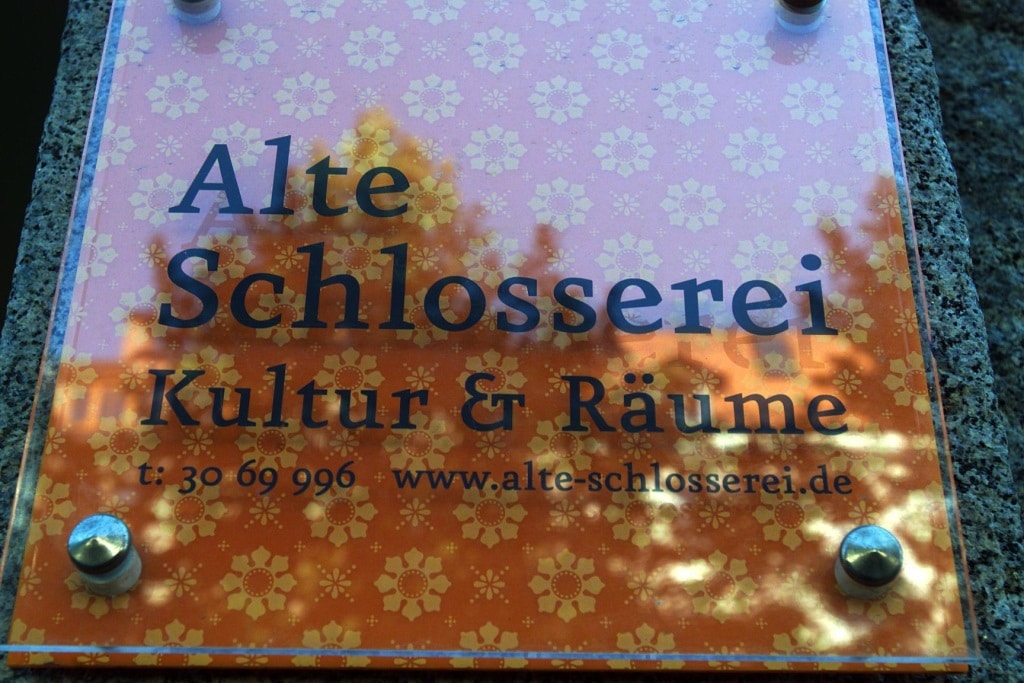 Alte
Schlosserei
Kultur & Räume
t: 30 69 996 www.alte-schlosserei.de